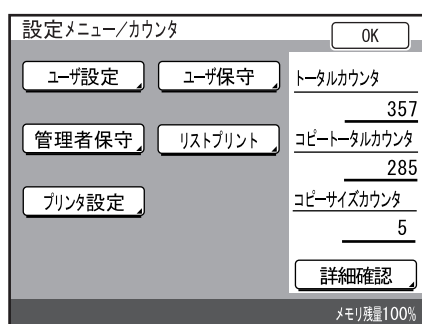 設定メニュー/カウンタ
OK
ユーザ設定
ユーザ保守
管理者保守
リストプリント
プリンタ設定
トータルカウンタ
357
コピートータルカウンタ
285
コピーサイズカウンタ
5
詳細確認
メモリ残量100%